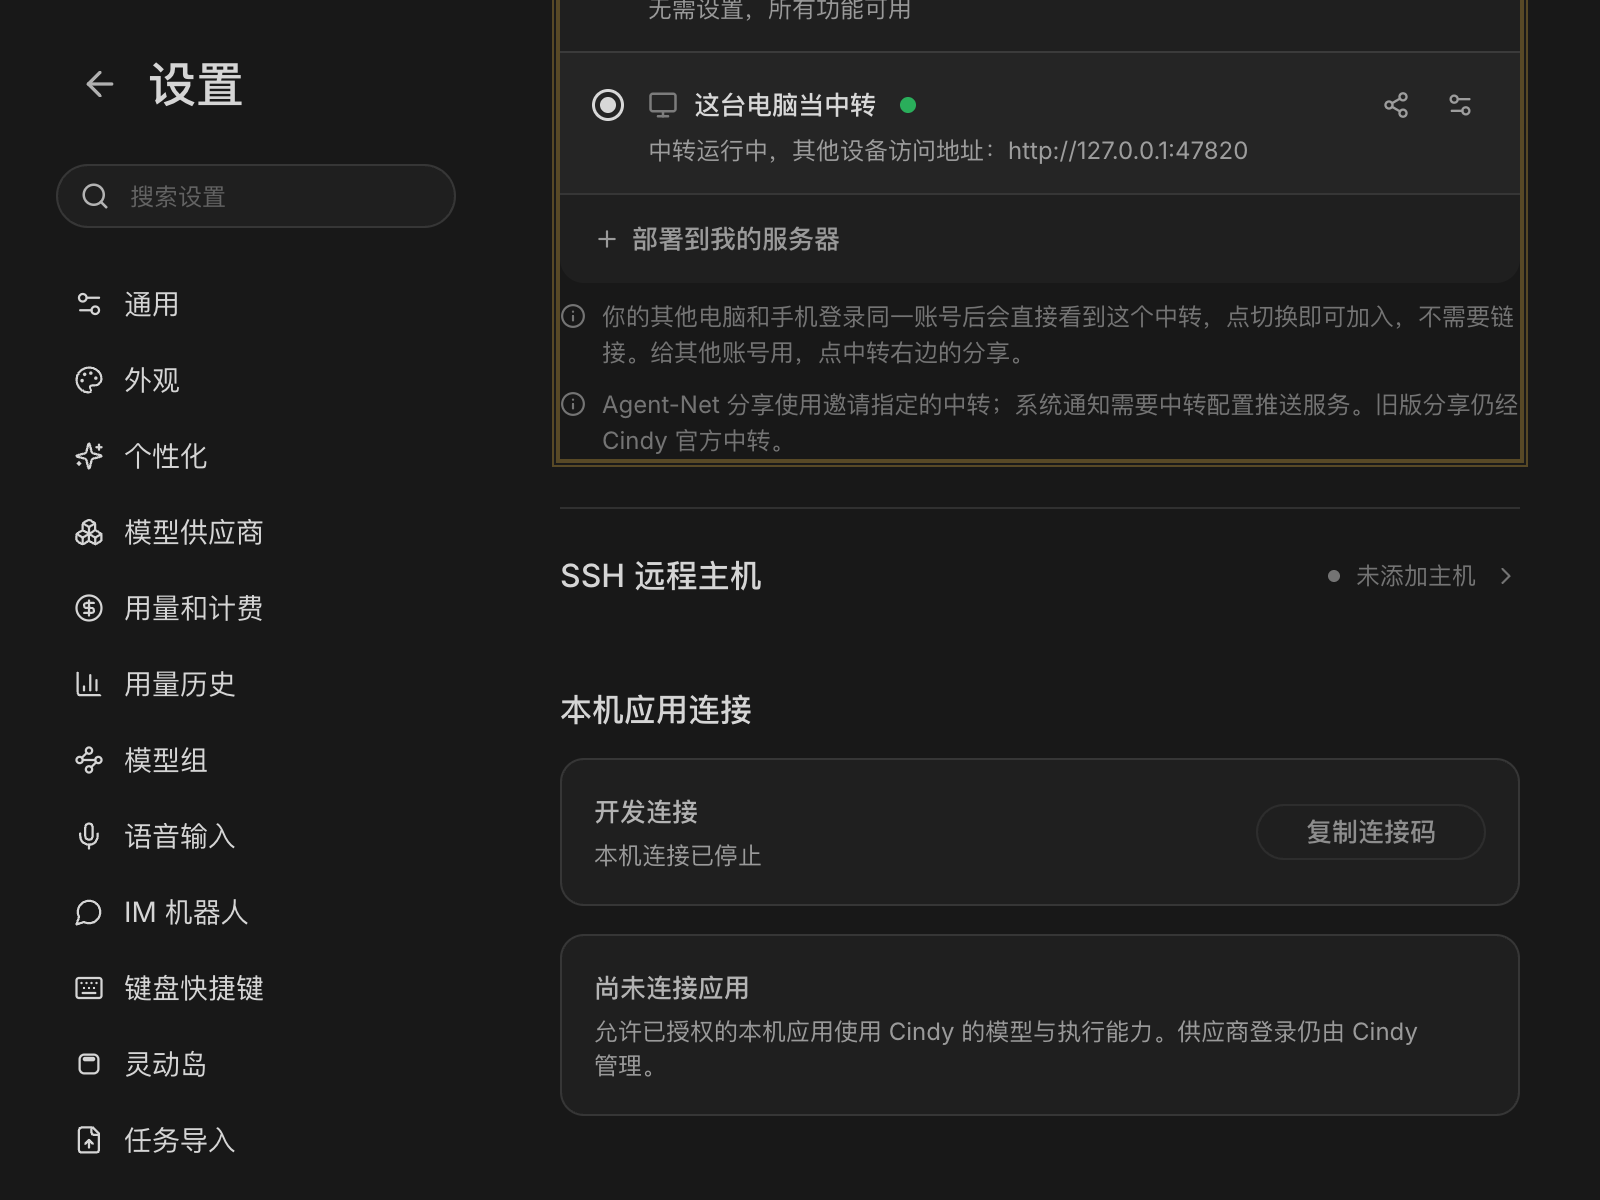 无需设置，所有功能可用
设置
这台电脑当中转
中转运行中，其他设备访问地址：http://127.0.0.1:47820
搜索设置
部署到我的服务器
通用
你的其他电脑和手机登录同一账号后会直接看到这个中转，点切换即可加入，不需要链
接。给其他账号用，点中转右边的分享。
外观
Agent-Net 分享使用邀请指定的中转；系统通知需要中转配置推送服务。旧版分享仍经
Cindy 官方中转。
个性化
模型供应商
SSH 远程主机
未添加主机
用量和计费
用量历史
本机应用连接
模型组
开发连接
本机连接已停止
复制连接码
语音输入
IM 机器人
键盘快捷键
尚未连接应用
允许已授权的本机应用使用 Cindy 的模型与执行能力。供应商登录仍由 Cindy
管理。
灵动岛
任务导入